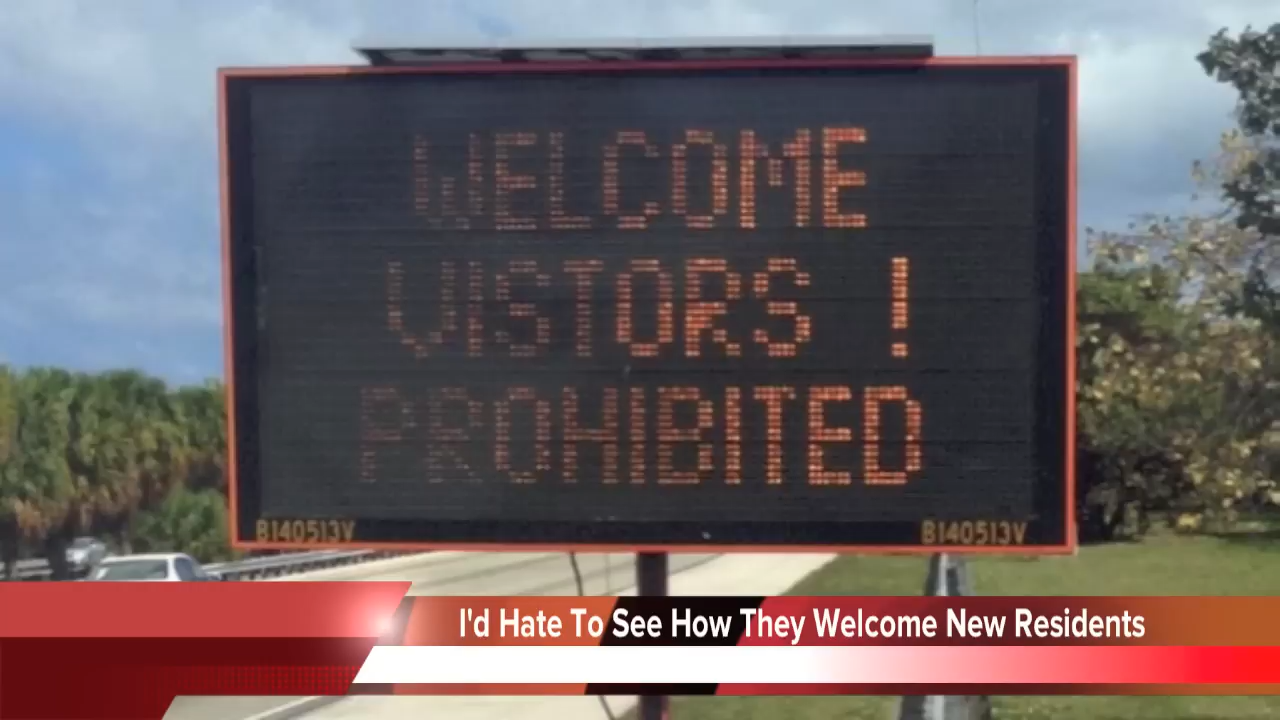 WELCOME
VISTORS !
PROHIBITED
B140513V B140513V
I'd Hate To See How They Welcome New Residents